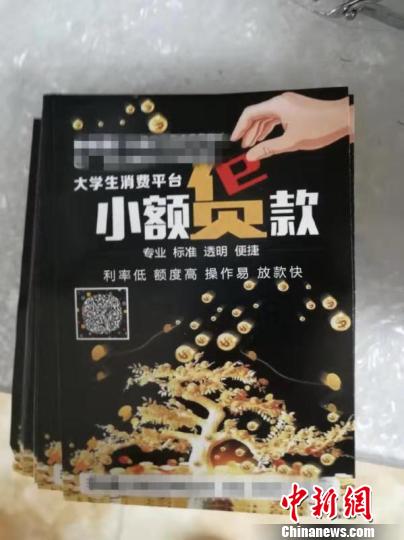 大学生消费平台
小额贷款
专业 标准 透明 便捷
利率低 额度高 操作易 放款快
中新网
Chinanews.com